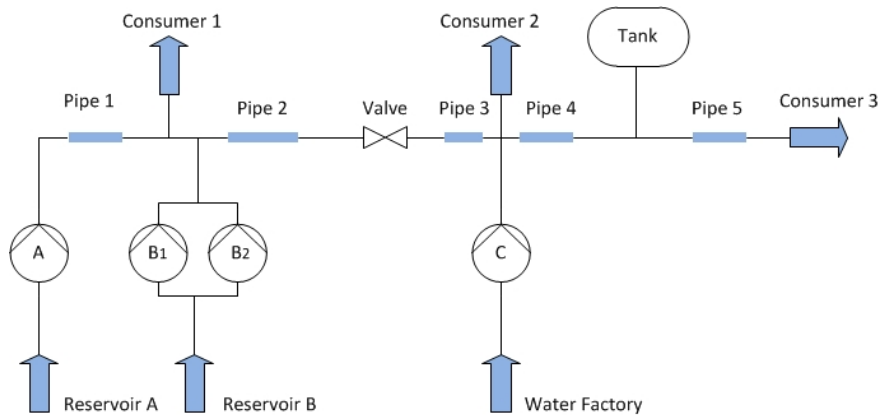 Consumer 1
Consumer 2
Tank
Pipe 1
Pipe 2
Valve
Pipe 3
Pipe 4
Pipe 5
Consumer 3
A
B1
B2
C
Reservoir A
Reservoir B
Water Factory